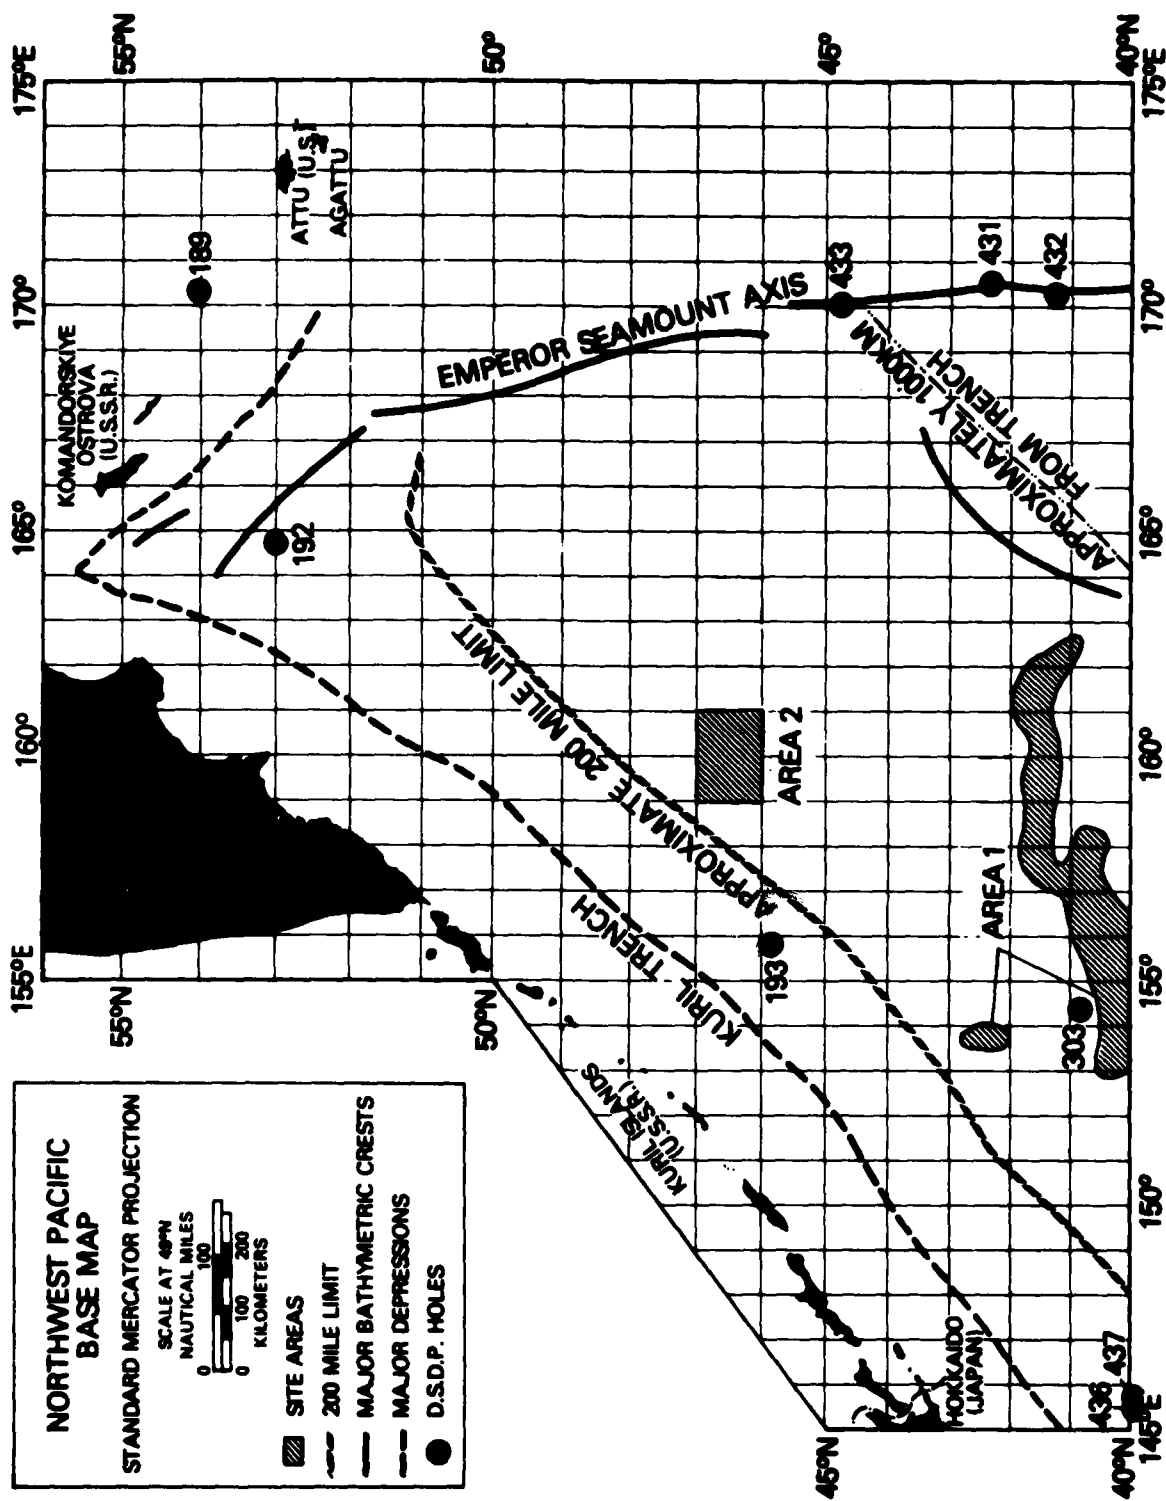 NORTHWEST PACIFIC
BASE MAP
STANDARD MERCATOR PROJECTION
SCALE AT 49°N
NAUTICAL MILES
0 100
0 100 200
KILOMETERS
SITE AREAS
200 MILE LIMIT
MAJOR BATHYMETRIC CRESTS
MAJOR DEPRESSIONS
D.S.D.P. HOLES
155°E
160°
165°
170°
175°E
55°N
55°N
50°N
50°
45°N
45°
40°N
40°N
145°E
150°
155°
160°
165°
170°
175°E
KOMANDORSKIYE
OSTROVA
(U.S.S.R.)
189
ATTU (U.S.)
AGATTU
192
EMPEROR SEAMOUNT AXIS
433
431
432
APPROXIMATELY 1000KM
FROM TRENCH
APPROXIMATE 200 MILE LIMIT
KURIL TRENCH
193
AREA 2
AREA 1
303
KURIL ISLANDS
(U.S.S.R.)
HOKKAIDO
(JAPAN)
436 437